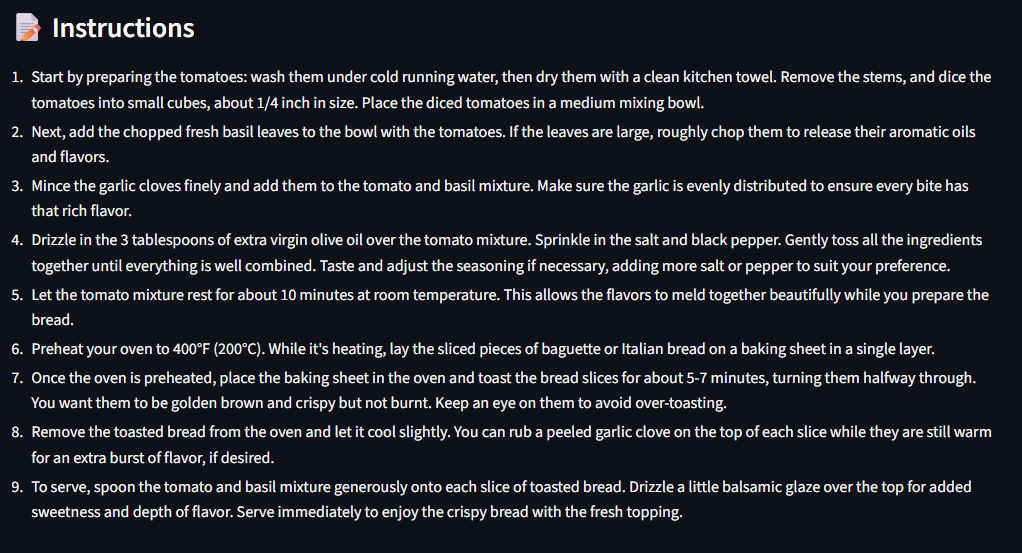 Instructions
1. Start by preparing the tomatoes: wash them under cold running water, then dry them with a clean kitchen towel. Remove the stems, and dice the
tomatoes into small cubes, about 1/4 inch in size. Place the diced tomatoes in a medium mixing bowl.
2. Next, add the chopped fresh basil leaves to the bowl with the tomatoes. If the leaves are large, roughly chop them to release their aromatic oils
and flavors.
3. Mince the garlic cloves finely and add them to the tomato and basil mixture. Make sure the garlic is evenly distributed to ensure every bite has
that rich flavor.
4. Drizzle in the 3 tablespoons of extra virgin olive oil over the tomato mixture. Sprinkle in the salt and black pepper. Gently toss all the ingredients
together until everything is well combined. Taste and adjust the seasoning if necessary, adding more salt or pepper to suit your preference.
5. Let the tomato mixture rest for about 10 minutes at room temperature. This allows the flavors to meld together beautifully while you prepare the
bread.
6. Preheat your oven to 400°F (200°C). While it's heating, lay the sliced pieces of baguette or Italian bread on a baking sheet in a single layer.
7. Once the oven is preheated, place the baking sheet in the oven and toast the bread slices for about 5-7 minutes, turning them halfway through.
You want them to be golden brown and crispy but not burnt. Keep an eye on them to avoid over-toasting.
8. Remove the toasted bread from the oven and let it cool slightly. You can rub a peeled garlic clove on the top of each slice while they are still warm
for an extra burst of flavor, if desired.
9. To serve, spoon the tomato and basil mixture generously onto each slice of toasted bread. Drizzle a little balsamic glaze over the top for added
sweetness and depth of flavor. Serve immediately to enjoy the crispy bread with the fresh topping.